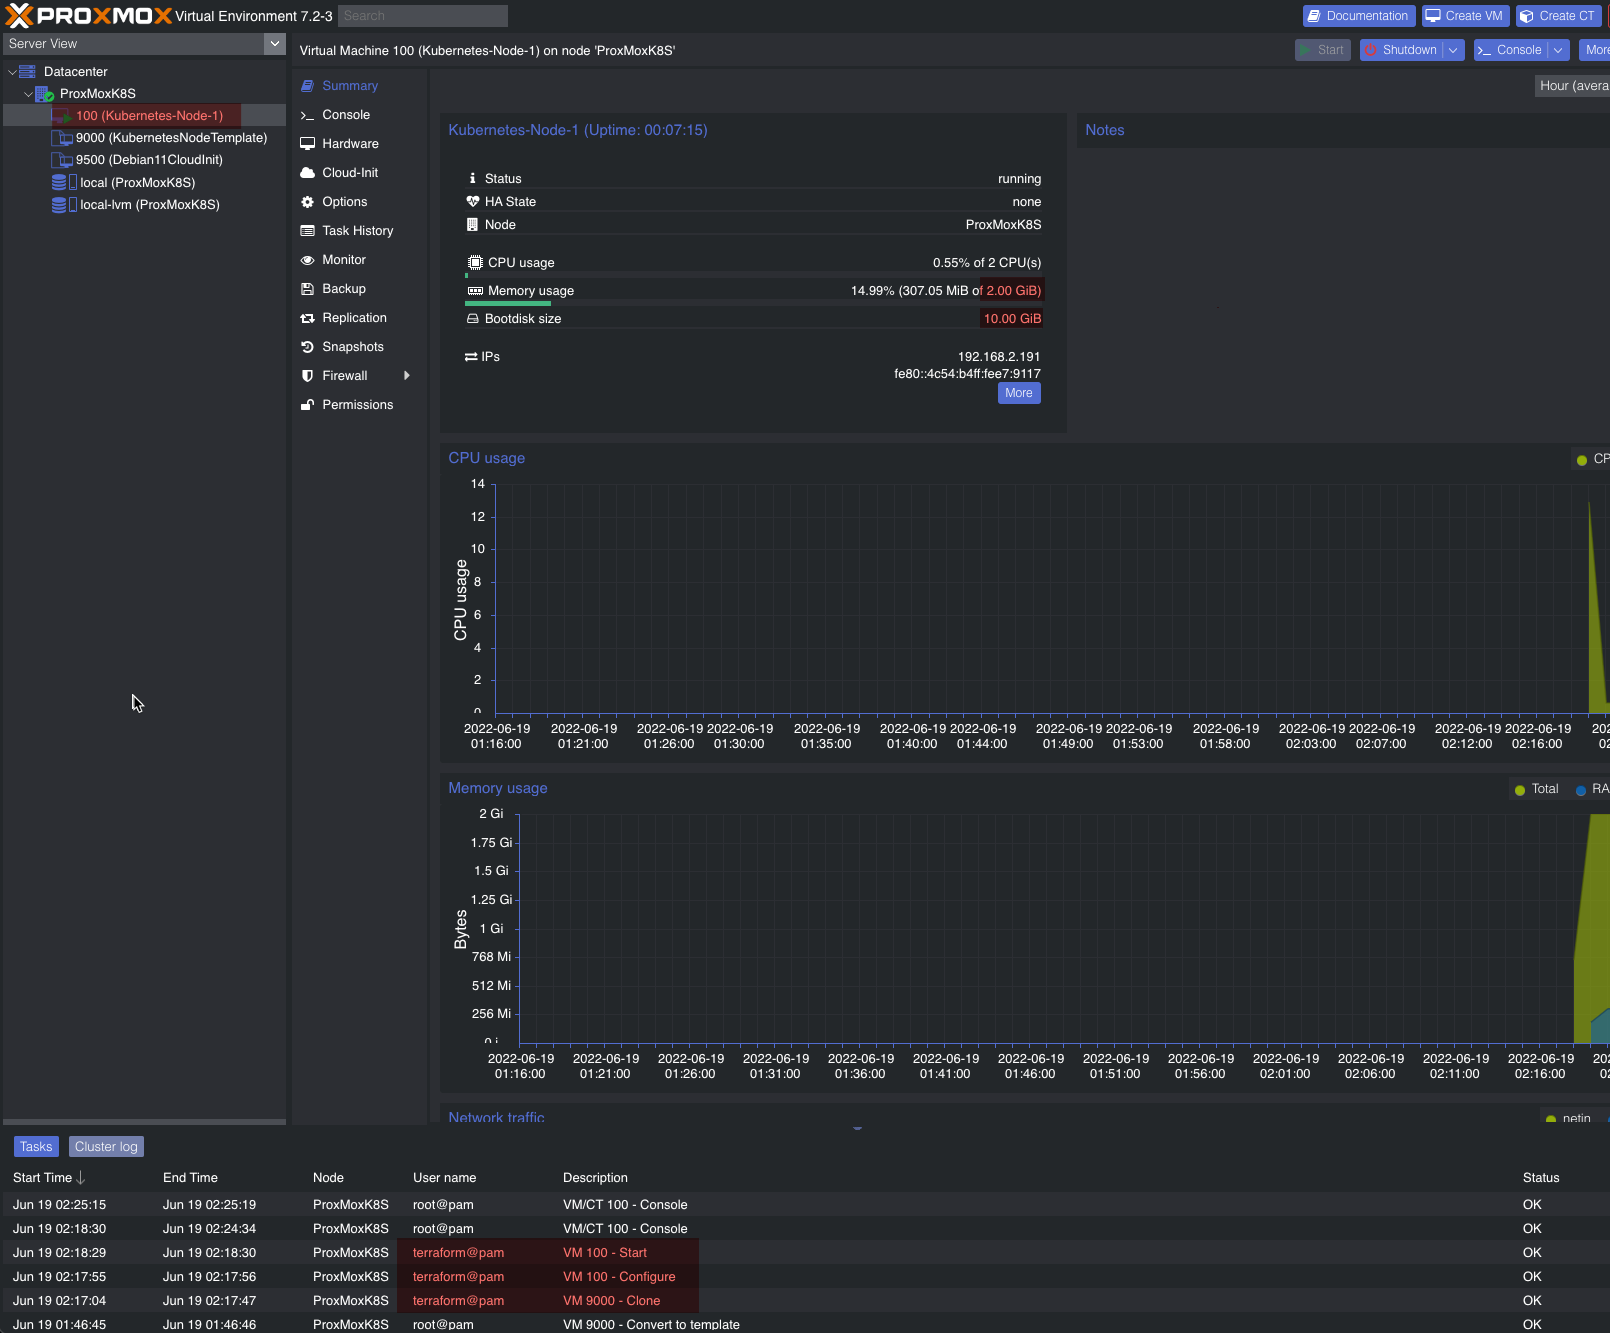 PROXMOX Virtual Environment 7.2-3 Search Documentation Create VM Create CT
Server View
Virtual Machine 100 (Kubernetes-Node-1) on node 'ProxMoxK8S' Start Shutdown Console More
Datacenter
ProxMoxK8S
100 (Kubernetes-Node-1)
9000 (KubernetesNodeTemplate)
9500 (Debian11CloudInit)
local (ProxMoxK8S)
local-lvm (ProxMoxK8S)
Summary
Console
Hardware
Cloud-Init
Options
Task History
Monitor
Backup
Replication
Snapshots
Firewall
Permissions
Hour (avera
Kubernetes-Node-1 (Uptime: 00:07:15)
Status running
HA State none
Node ProxMoxK8S
CPU usage 0.55% of 2 CPU(s)
Memory usage 14.99% (307.05 MiB of 2.00 GiB)
Bootdisk size 10.00 GiB
IPs 192.168.2.191
fe80::4c54:b4ff:fee7:9117
More
Notes
CPU usage
CP
14
12
10
8
6
4
2
0
CPU usage
2022-06-19 2022-06-19 2022-06-19 2022-06-19 2022-06-19 2022-06-19 2022-06-19 2022-06-19 2022-06-19 2022-06-19 2022-06-19 2022-06-19 2022-06-19 2022-06-19 202
01:16:00 01:21:00 01:26:00 01:30:00 01:35:00 01:40:00 01:44:00 01:49:00 01:53:00 01:58:00 02:03:00 02:07:00 02:12:00 02:16:00 02
Memory usage
Total RA
2 Gi
1.75 Gi
1.5 Gi
1.25 Gi
1 Gi
768 Mi
512 Mi
256 Mi
0 i
Bytes
2022-06-19 2022-06-19 2022-06-19 2022-06-19 2022-06-19 2022-06-19 2022-06-19 2022-06-19 2022-06-19 2022-06-19 2022-06-19 2022-06-19 2022-06-19 202
01:16:00 01:21:00 01:26:00 01:31:00 01:36:00 01:41:00 01:46:00 01:51:00 01:56:00 02:01:00 02:06:00 02:11:00 02:16:00 02
Network traffic
netin
Tasks Cluster log
Start Time End Time Node User name Description Status
Jun 19 02:25:15 Jun 19 02:25:19 ProxMoxK8S root@pam VM/CT 100 - Console OK
Jun 19 02:18:30 Jun 19 02:24:34 ProxMoxK8S root@pam VM/CT 100 - Console OK
Jun 19 02:18:29 Jun 19 02:18:30 ProxMoxK8S terraform@pam VM 100 - Start OK
Jun 19 02:17:55 Jun 19 02:17:56 ProxMoxK8S terraform@pam VM 100 - Configure OK
Jun 19 02:17:04 Jun 19 02:17:47 ProxMoxK8S terraform@pam VM 9000 - Clone OK
Jun 19 01:46:45 Jun 19 01:46:46 ProxMoxK8S root@pam VM 9000 - Convert to template OK